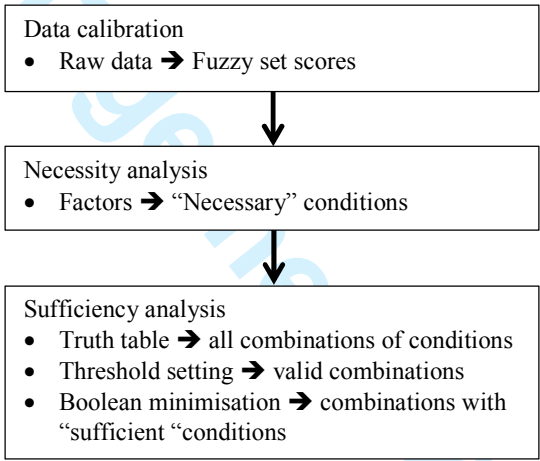 Data calibration
• Raw data ➔ Fuzzy set scores
Necessity analysis
• Factors ➔ “Necessary” conditions
Sufficiency analysis
• Truth table ➔ all combinations of conditions
• Threshold setting ➔ valid combinations
• Boolean minimisation ➔ combinations with
“sufficient “conditions